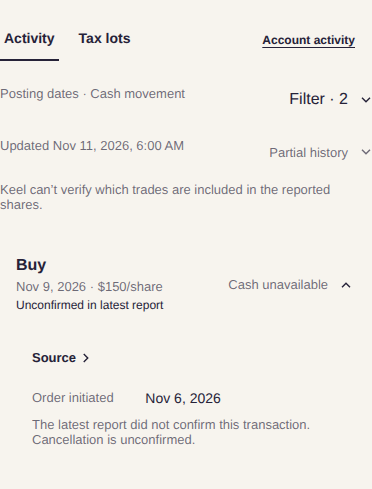 Activity Tax lots Account activity
Posting dates · Cash movement Filter · 2
Updated Nov 11, 2026, 6:00 AM Partial history
Keel can't verify which trades are included in the reported
shares.
Buy
Nov 9, 2026 · $150/share Cash unavailable
Unconfirmed in latest report
Source
Order initiated Nov 6, 2026
The latest report did not confirm this transaction.
Cancellation is unconfirmed.